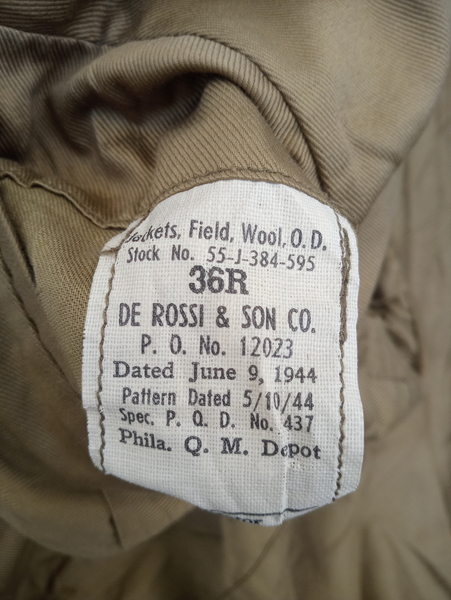 Jackets, Field, Wool, O. D.
Stock No. 55-J-384-595
36R
DE ROSSI & SON CO.
P. O. No. 12023
Dated June 9, 1944
Pattern Dated 5/10/44
Spec. P. Q. D. No. 437
Phila. Q. M. Depot